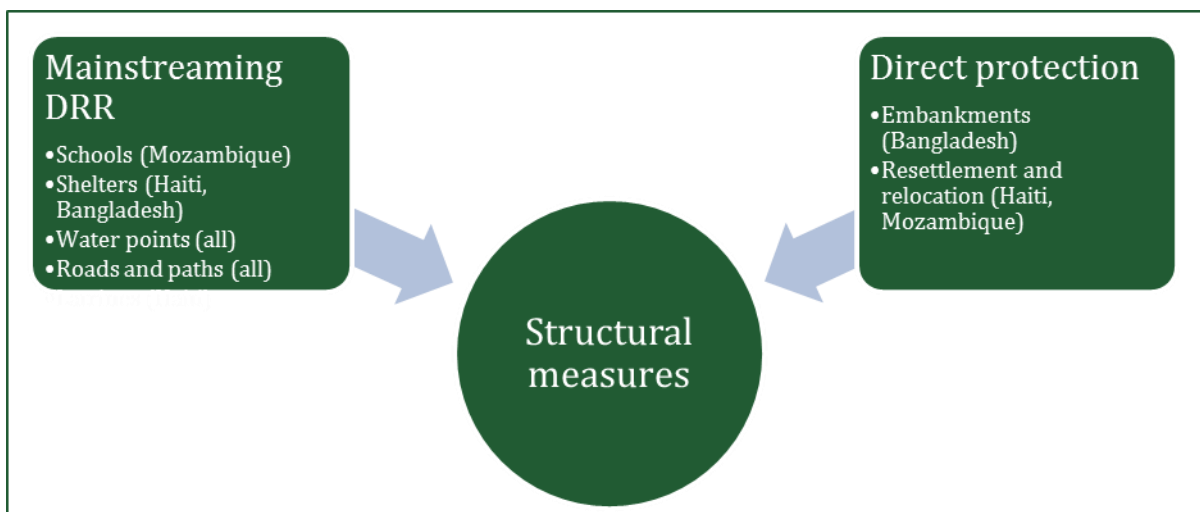 Mainstreaming
DRR
•Schools (Mozambique)
•Shelters (Haiti,
Bangladesh)
•Water points (all)
•Roads and paths (all)
Direct protection
•Embankments
(Bangladesh)
•Resettlement and
relocation (Haiti,
Mozambique)
Structural
measures